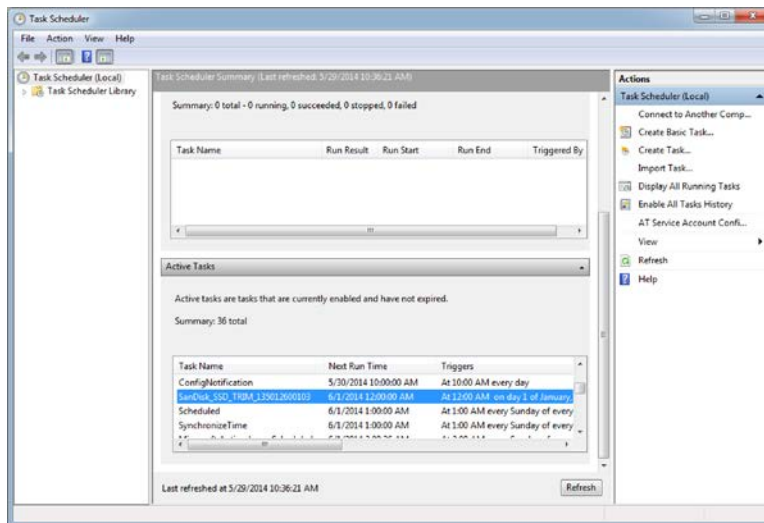 Task Scheduler
File Action View Help
Task Scheduler (Local)
Task Scheduler Library
Task Scheduler Summary (Last refreshed: 5/29/2014 10:36:21 AM)
Summary: 0 total - 0 running, 0 succeeded, 0 stopped, 0 failed
Task Name Run Result Run Start Run End Triggered By
Active Tasks
Active tasks are tasks that are currently enabled and have not expired.
Summary: 36 total
Task Name Next Run Time Triggers
ConfigNotification 5/30/2014 10:00:00 AM At 10:00 AM every day
SanDisk_SSD_TRIM_135012600103 6/1/2014 12:00:00 AM At 12:00 AM on day 1 of January,
Scheduled 6/1/2014 1:00:00 AM At 1:00 AM every Sunday of every
SynchronizeTime 6/1/2014 1:00:00 AM At 1:00 AM every Sunday of every
Last refreshed at 5/29/2014 10:36:21 AM
Refresh
Actions
Task Scheduler (Local)
Connect to Another Comp...
Create Basic Task...
Create Task...
Import Task...
Display All Running Tasks
Enable All Tasks History
AT Service Account Confi...
View
Refresh
Help